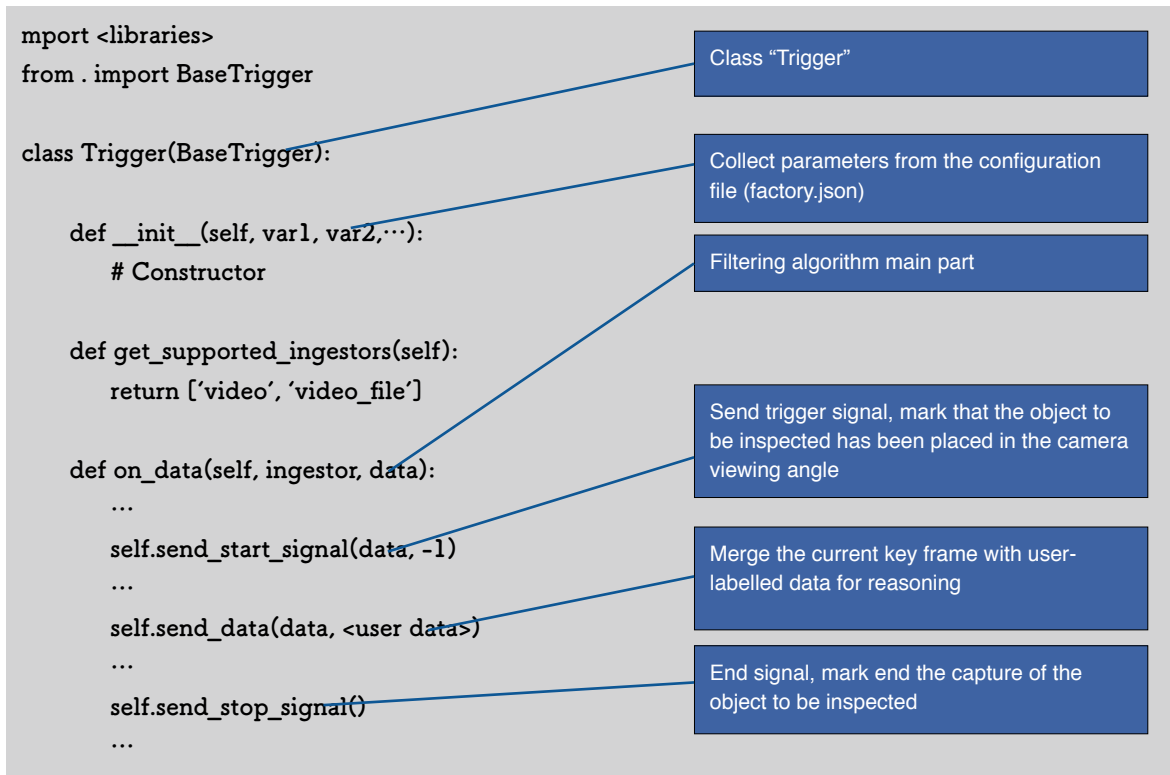 mport <libraries>
from . import BaseTrigger
class Trigger(BaseTrigger):
def __init__(self, var1, var2,⋯):
# Constructor
def get_supported_ingestors(self):
return [‘video’, ‘video_file’]
def on_data(self, ingestor, data):
…
self.send_start_signal(data, -1)
…
self.send_data(data, <user data>)
…
self.send_stop_signal()
…
Class “Trigger”
Collect parameters from the configuration
file (factory.json)
Filtering algorithm main part
Send trigger signal, mark that the object to
be inspected has been placed in the camera
viewing angle
Merge the current key frame with user-
labelled data for reasoning
End signal, mark end the capture of the
object to be inspected